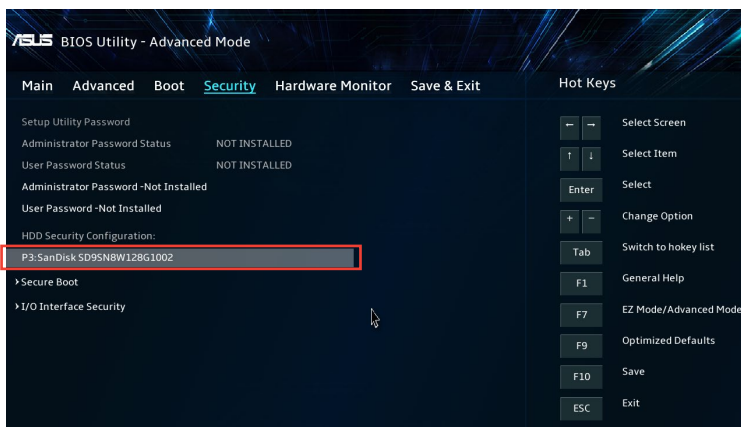 ASUS BIOS Utility - Advanced Mode
Main Advanced Boot Security Hardware Monitor Save & Exit
Setup Utility Password
Administrator Password Status NOT INSTALLED
User Password Status NOT INSTALLED
Administrator Password -Not Installed
User Password -Not Installed
HDD Security Configuration:
P3:SanDisk SD9SN8W128G1002
Secure Boot
I/O Interface Security
Hot Keys
← → Select Screen
↑ ↓ Select Item
Enter Select
+ − Change Option
Tab Switch to hokey list
F1 General Help
F7 EZ Mode/Advanced Mode
F9 Optimized Defaults
F10 Save
ESC Exit